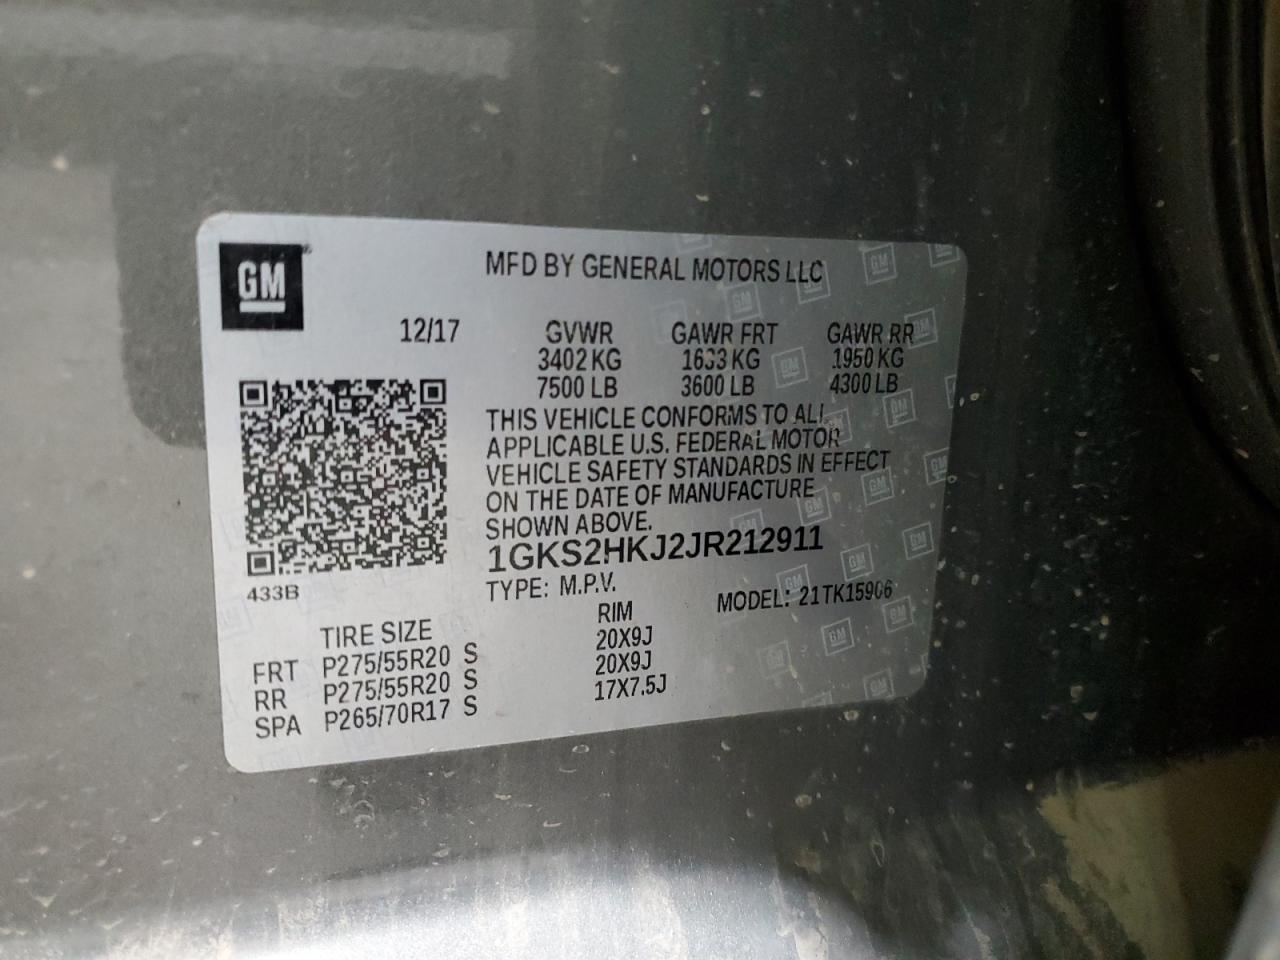 GM
MFD BY GENERAL MOTORS LLC
12/17 GVWR GAWR FRT GAWR RR
3402 KG 1633 KG 1950 KG
7500 LB 3600 LB 4300 LB
THIS VEHICLE CONFORMS TO ALL
APPLICABLE U.S. FEDERAL MOTOR
VEHICLE SAFETY STANDARDS IN EFFECT
ON THE DATE OF MANUFACTURE
SHOWN ABOVE.
1GKS2HKJ2JR212911
433B
TYPE: M.P.V. MODEL: 21TK15906
TIRE SIZE RIM
FRT P275/55R20 S 20X9J
RR P275/55R20 S 20X9J
SPA P265/70R17 S 17X7.5J